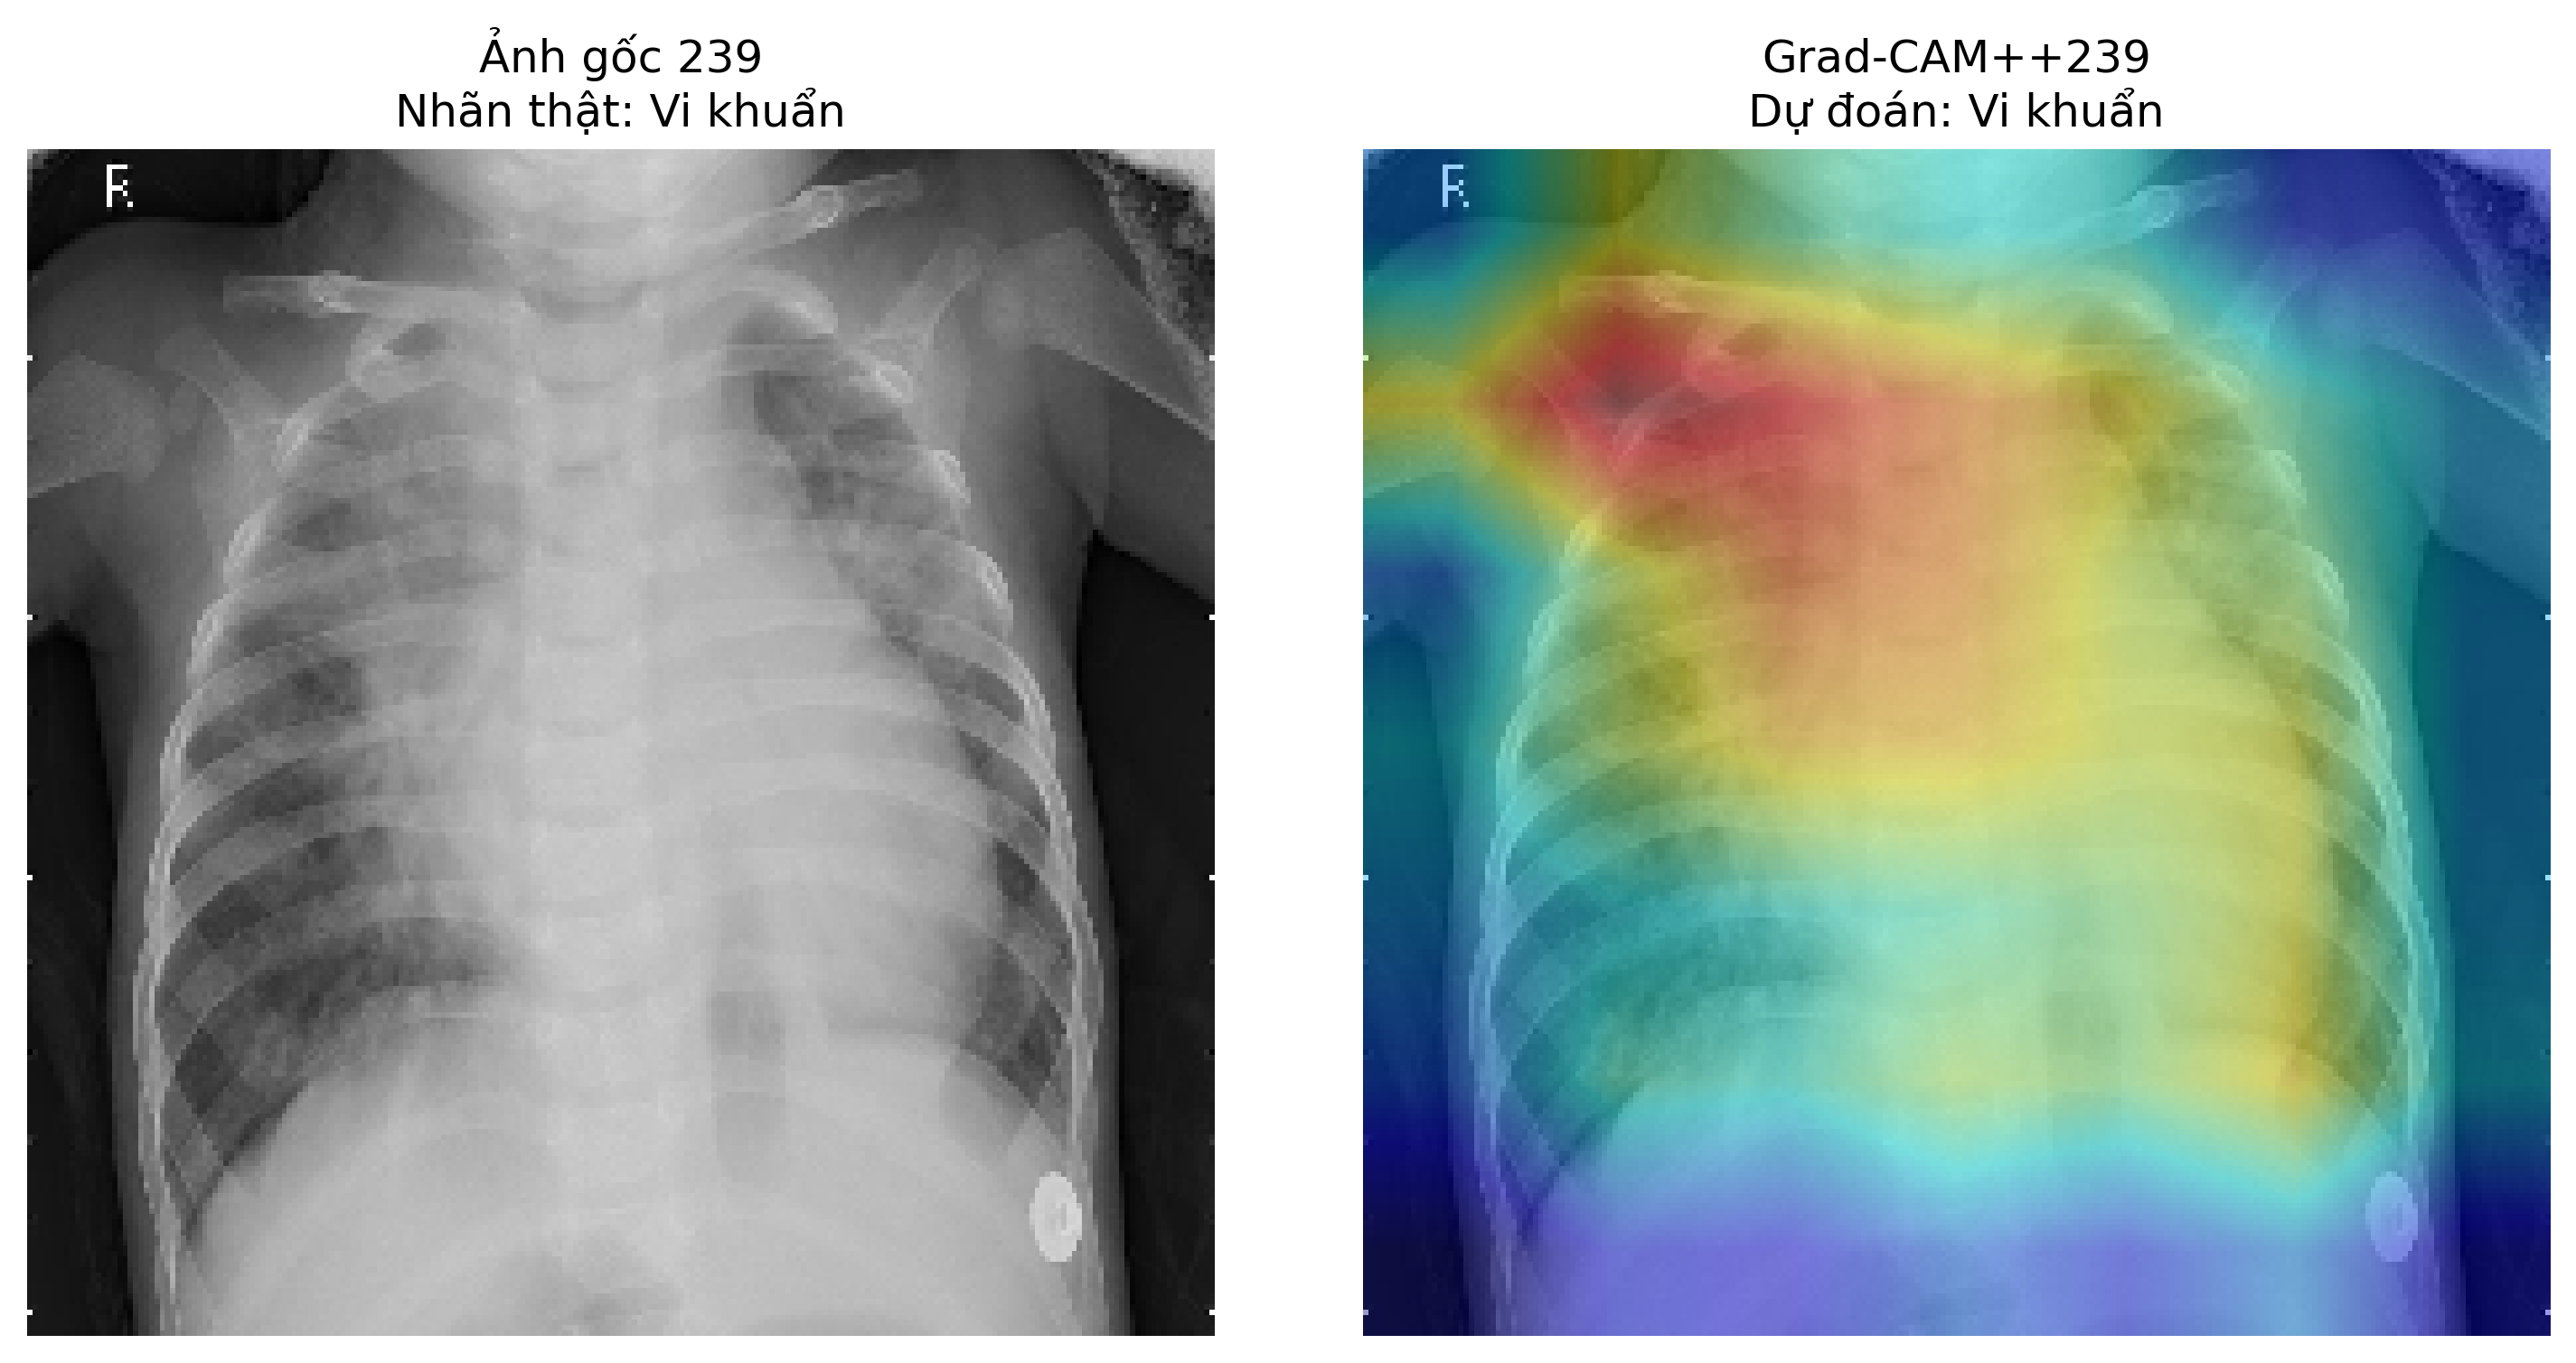 Ảnh gốc 239
Nhãn thật: Vi khuẩn
Grad-CAM++239
Dự đoán: Vi khuẩn
R
R